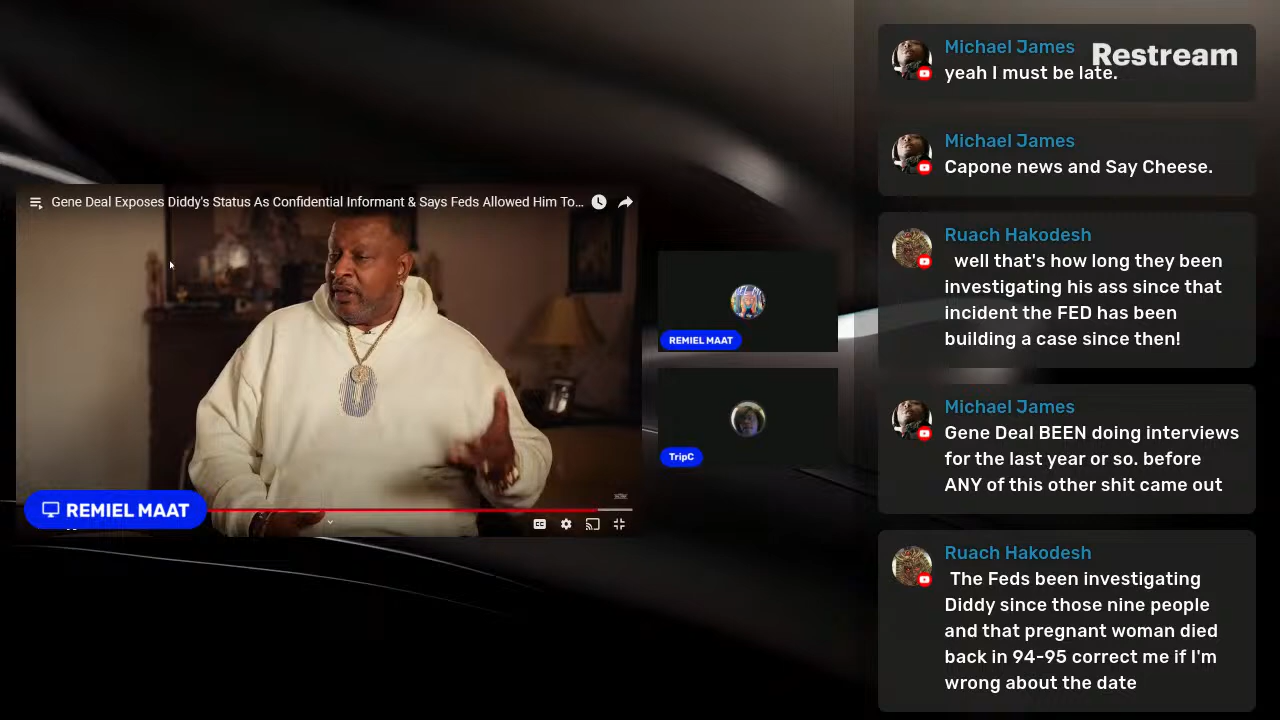 Gene Deal Exposes Diddy's Status As Confidential Informant & Says Feds Allowed Him To...
REMIEL MAAT
REMIEL MAAT
TripC
Restream
Michael James
yeah I must be late.
Michael James
Capone news and Say Cheese.
Ruach Hakodesh
well that's how long they been
investigating his ass since that
incident the FED has been
building a case since then!
Michael James
Gene Deal BEEN doing interviews
for the last year or so. before
ANY of this other shit came out
Ruach Hakodesh
The Feds been investigating
Diddy since those nine people
and that pregnant woman died
back in 94-95 correct me if I'm
wrong about the date